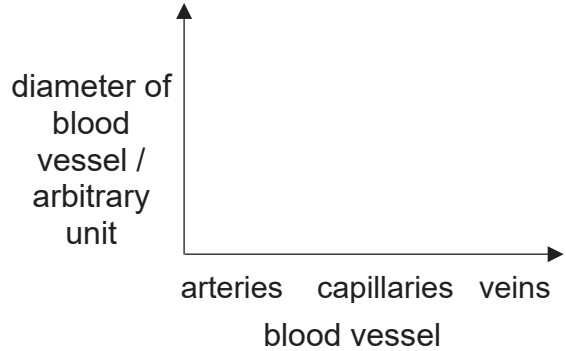 diameter of
blood
vessel /
arbitrary
unit
arteries capillaries veins
blood vessel